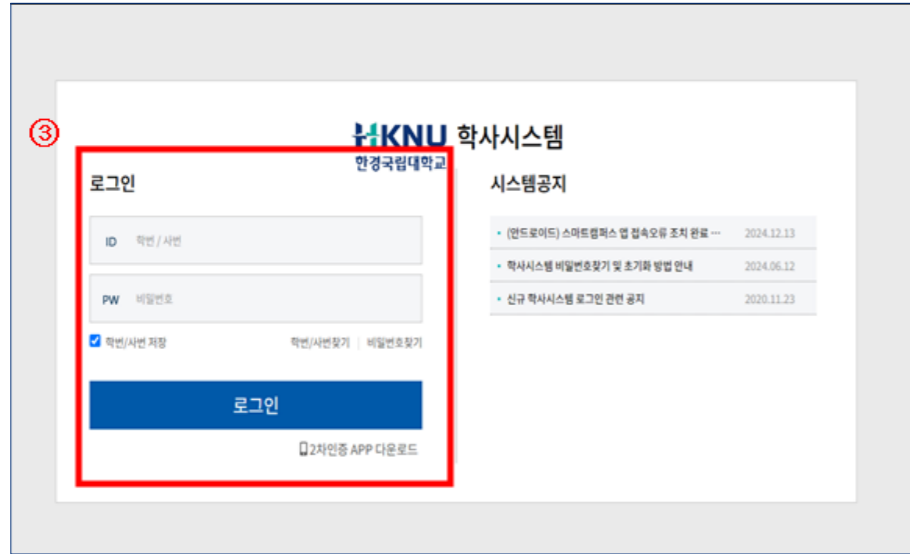 ③
HKNU 학사시스템
한경국립대학교
로그인
ID 학번 / 사번
PW 비밀번호
학번/사번 저장
학번/사번찾기 | 비밀번호찾기
로그인
2차인증 APP 다운로드
시스템공지
• (안드로이드) 스마트캠퍼스 앱 접속오류 조치 완료 ⋯ 2024.12.13
• 학사시스템 비밀번호찾기 및 초기화 방법 안내 2024.06.12
• 신규 학사시스템 로그인 관련 공지 2020.11.23